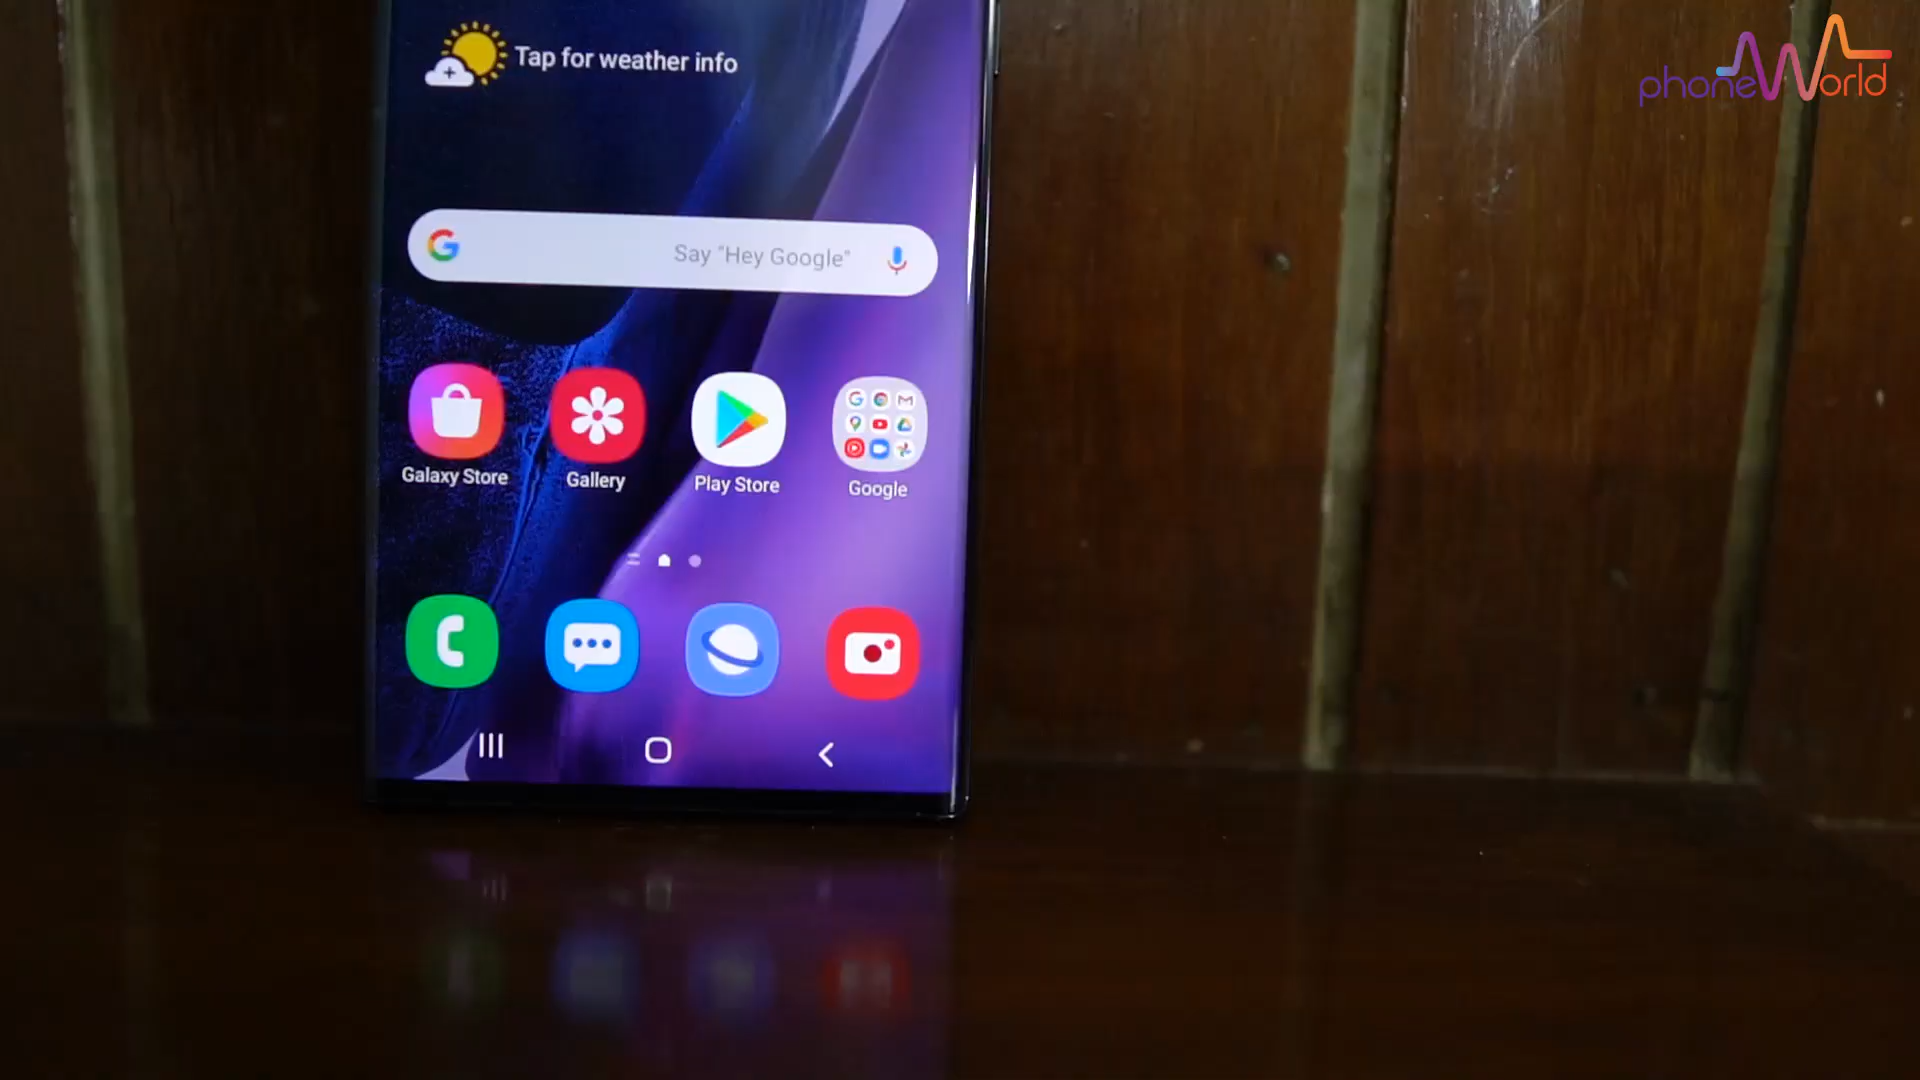 Tap for weather info
phoneWorld
Say "Hey Google"
Galaxy Store
Gallery
Play Store
Google